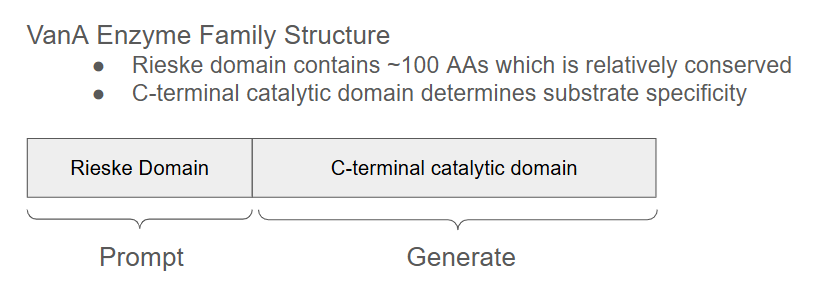 VanA Enzyme Family Structure
● Rieske domain contains ~100 AAs which is relatively conserved
● C-terminal catalytic domain determines substrate specificity
Rieske Domain C-terminal catalytic domain
Prompt Generate